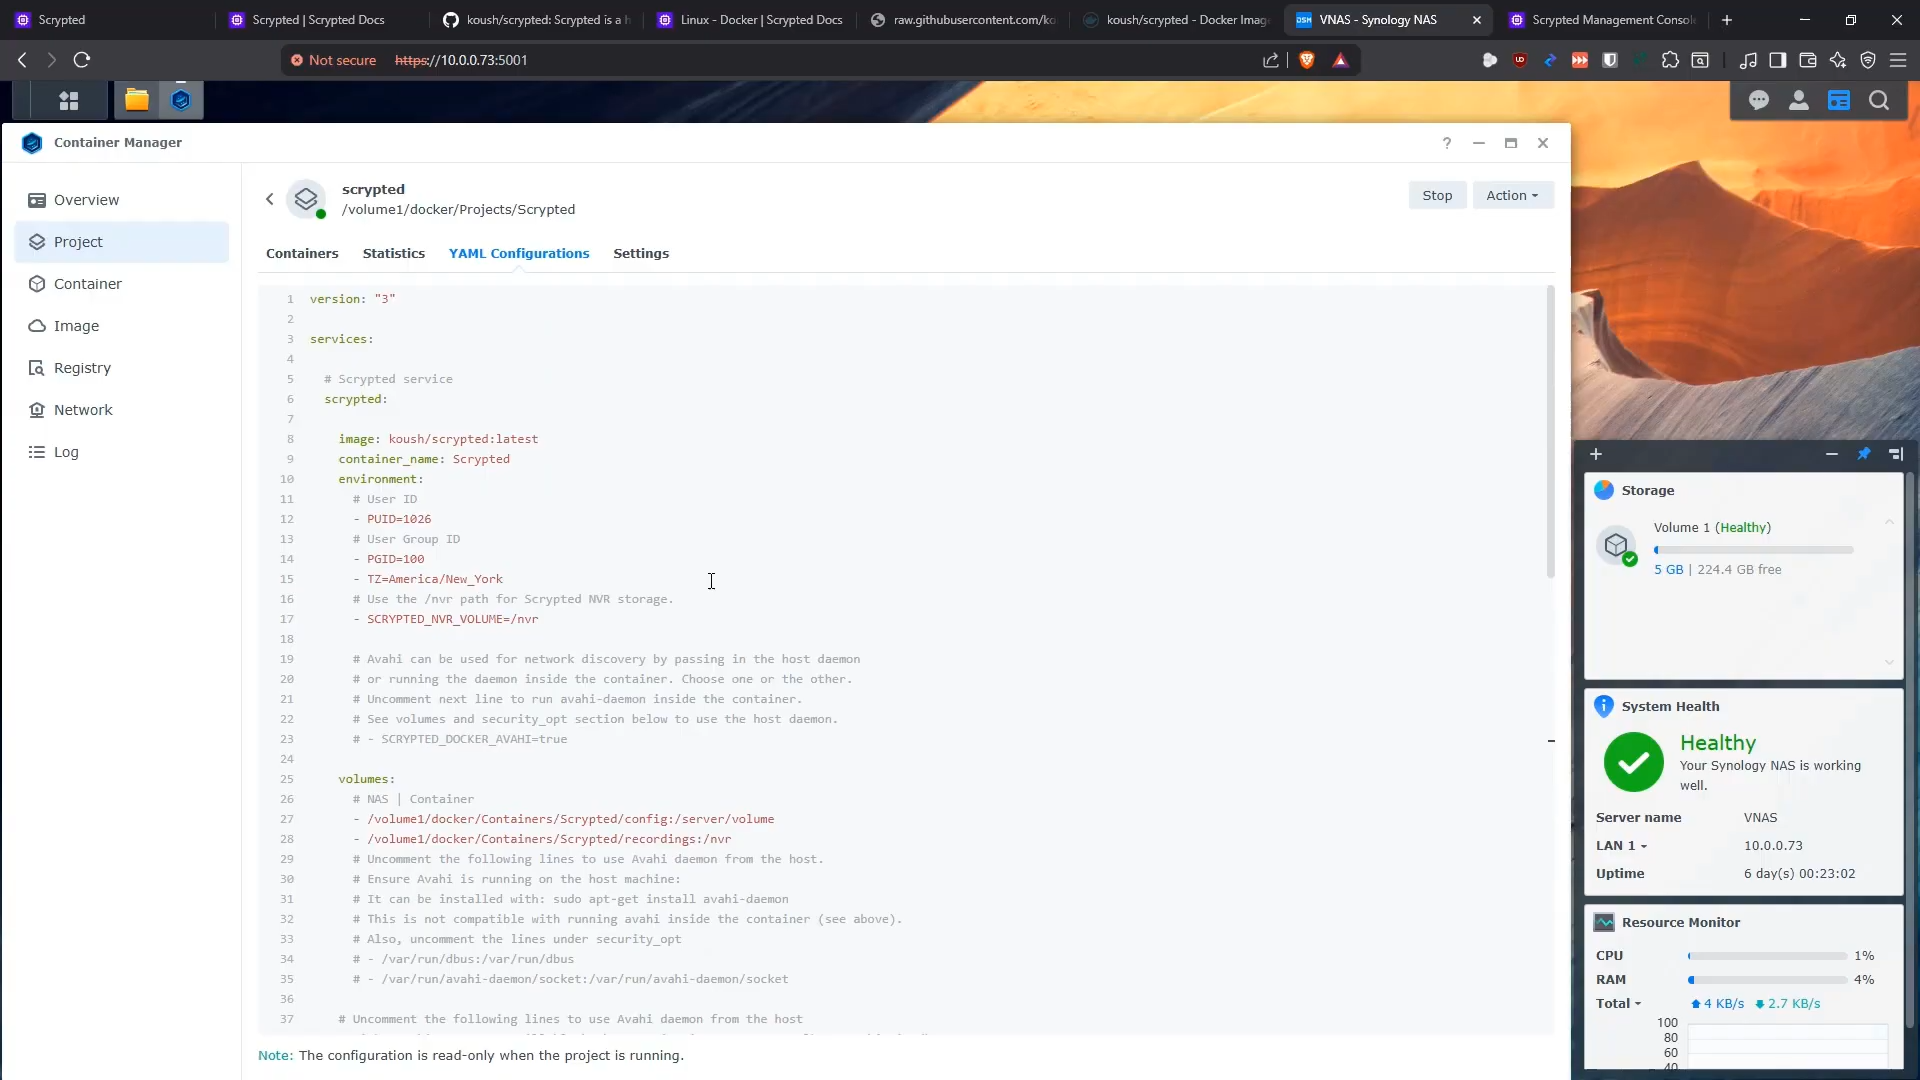 Scrypted
Scrypted | Scrypted Docs
koush/scrypted: Scrypted is a h
Linux - Docker | Scrypted Docs
raw.githubusercontent.com/ko
koush/scrypted - Docker Image
VNAS - Synology NAS
Scrypted Management Console
Not secure https://10.0.0.73:5001
Container Manager
Overview
Project
Container
Image
Registry
Network
Log
scrypted
/volume1/docker/Projects/Scrypted
Stop
Action
Containers
Statistics
YAML Configurations
Settings
1 version: "3"
2
3 services:
4
5 # Scrypted service
6 scrypted:
7
8 image: koush/scrypted:latest
9 container_name: Scrypted
10 environment:
11 # User ID
12 - PUID=1026
13 # User Group ID
14 - PGID=100
15 - TZ=America/New_York
16 # Use the /nvr path for Scrypted NVR storage.
17 - SCRYPTED_NVR_VOLUME=/nvr
18
19 # Avahi can be used for network discovery by passing in the host daemon
20 # or running the daemon inside the container. Choose one or the other.
21 # Uncomment next line to run avahi-daemon inside the container.
22 # See volumes and security_opt section below to use the host daemon.
23 # - SCRYPTED_DOCKER_AVAHI=true
24
25 volumes:
26 # NAS | Container
27 - /volume1/docker/Containers/Scrypted/config:/server/volume
28 - /volume1/docker/Containers/Scrypted/recordings:/nvr
29 # Uncomment the following lines to use Avahi daemon from the host.
30 # Ensure Avahi is running on the host machine:
31 # It can be installed with: sudo apt-get install avahi-daemon
32 # This is not compatible with running avahi inside the container (see above).
33 # Also, uncomment the lines under security_opt
34 # - /var/run/dbus:/var/run/dbus
35 # - /var/run/avahi-daemon/socket:/var/run/avahi-daemon/socket
36
37 # Uncomment the following lines to use Avahi daemon from the host
Note: The configuration is read-only when the project is running.
Storage
Volume 1 (Healthy)
5 GB | 224.4 GB free
System Health
Healthy
Your Synology NAS is working
well.
Server name VNAS
LAN 1 10.0.0.73
Uptime 6 day(s) 00:23:02
Resource Monitor
CPU 1%
RAM 4%
Total 4 KB/s 2.7 KB/s
100
80
60
40